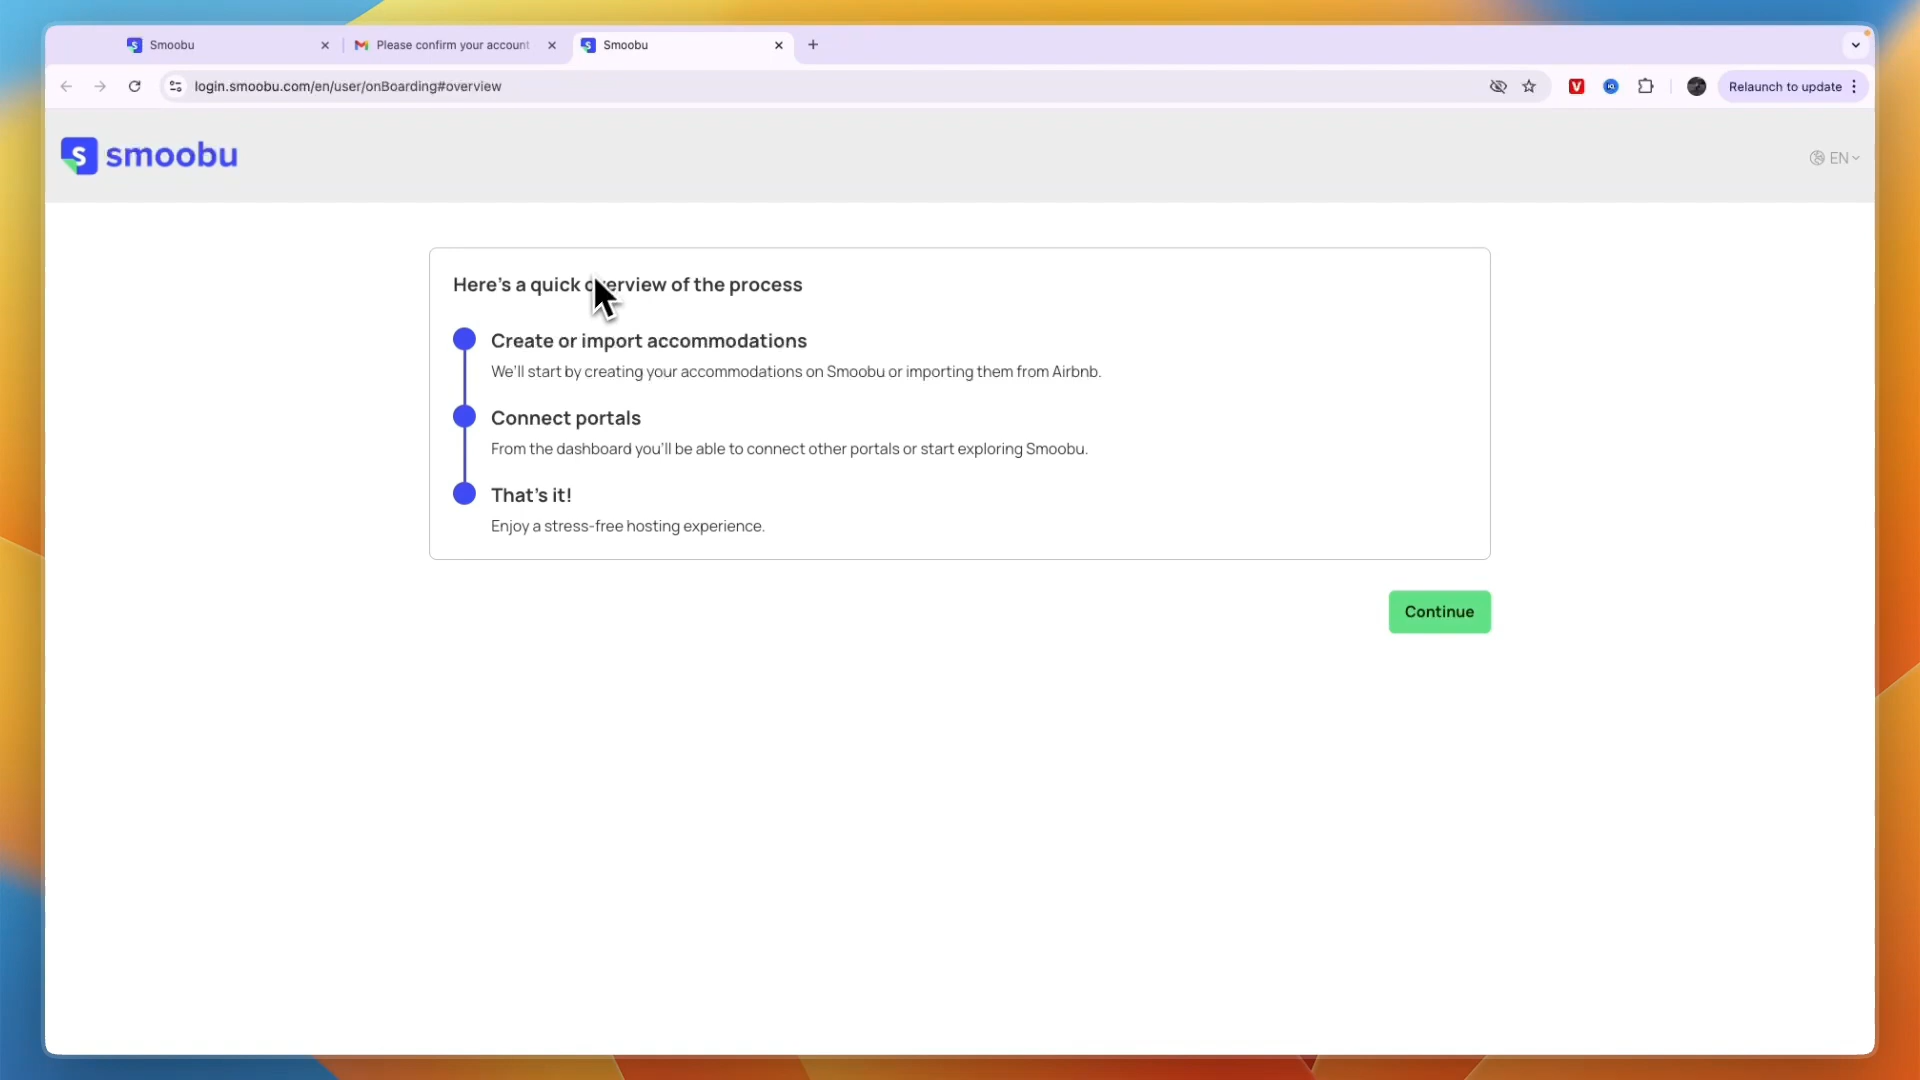 Smoobu
Please confirm your account
Smoobu
login.smoobu.com/en/user/onBoarding#overview
Relaunch to update
smoobu
EN
Here's a quick overview of the process
Create or import accommodations
We'll start by creating your accommodations on Smoobu or importing them from Airbnb.
Connect portals
From the dashboard you'll be able to connect other portals or start exploring Smoobu.
That's it!
Enjoy a stress-free hosting experience.
Continue